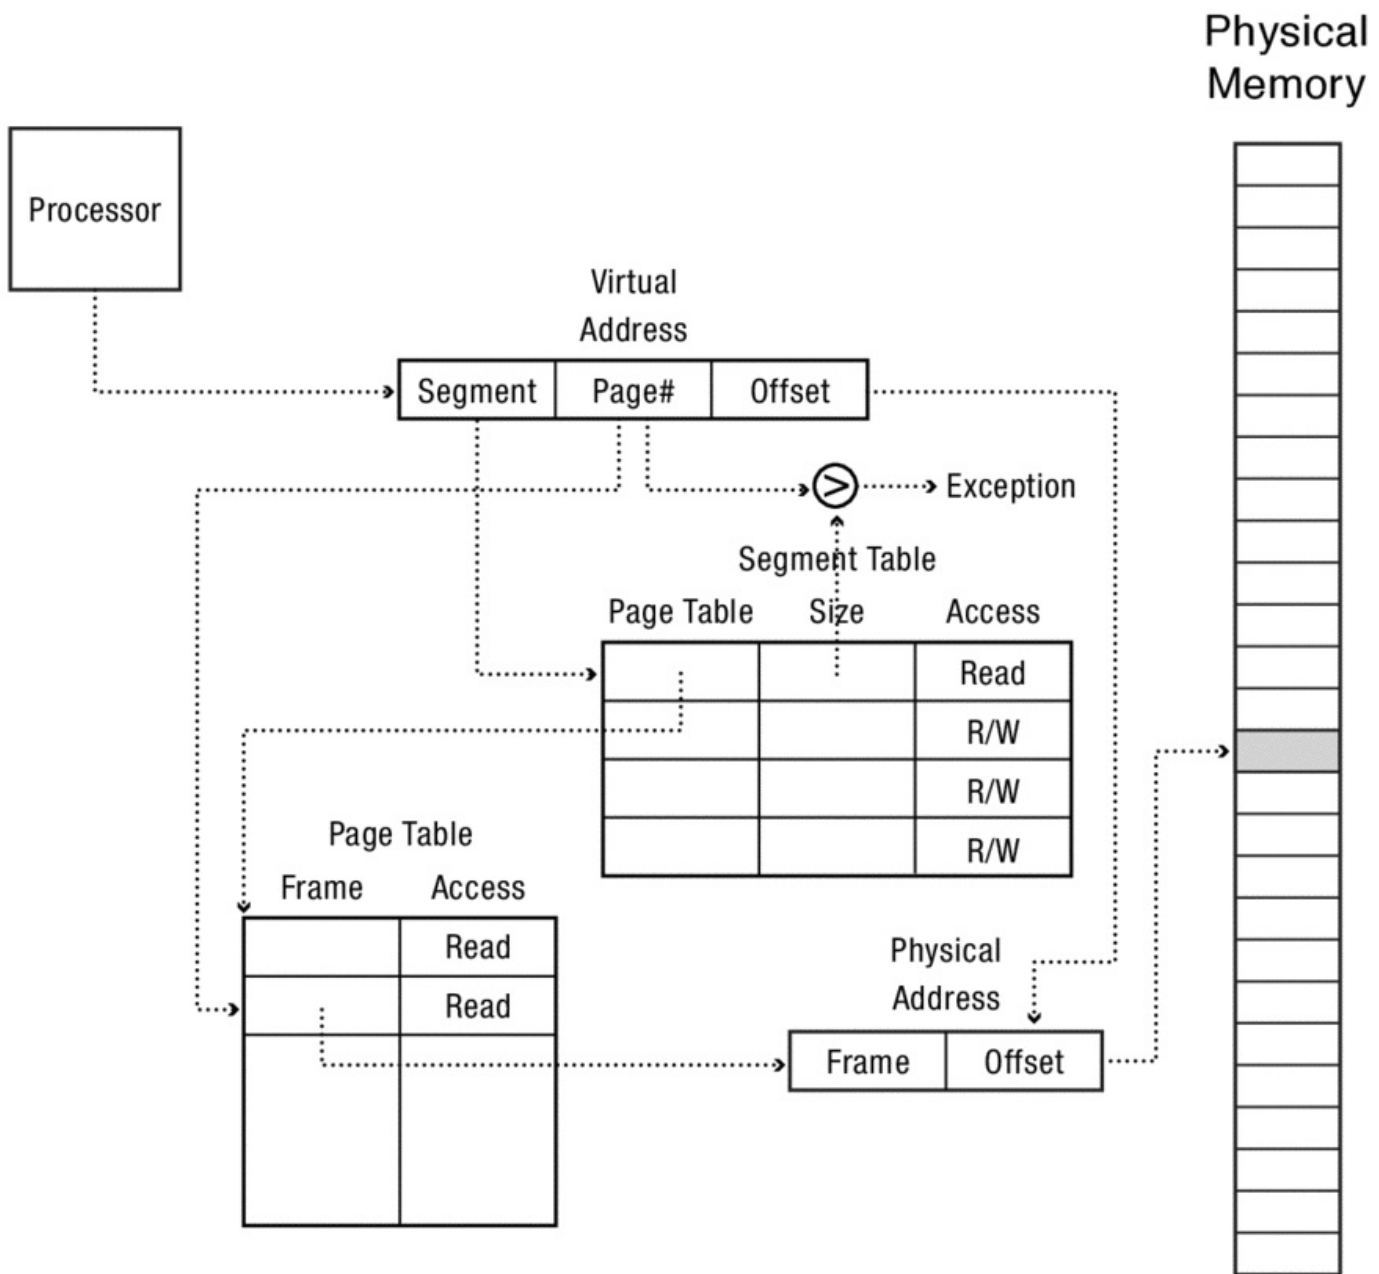 Physical
Memory
Processor
Virtual
Address
Segment Page# Offset
> Exception
Segment Table
Page Table Size Access
Read
R/W
R/W
R/W
Page Table
Frame Access
Read
Read
Physical
Address
Frame Offset